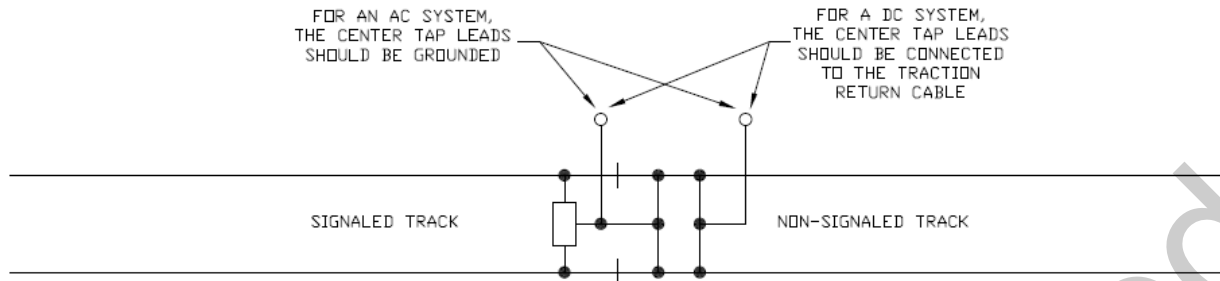 FOR AN AC SYSTEM,
THE CENTER TAP LEADS
SHOULD BE GROUNDED
FOR A DC SYSTEM,
THE CENTER TAP LEADS
SHOULD BE CONNECTED
TO THE TRACTION
RETURN CABLE
SIGNALED TRACK
NON-SIGNALED TRACK